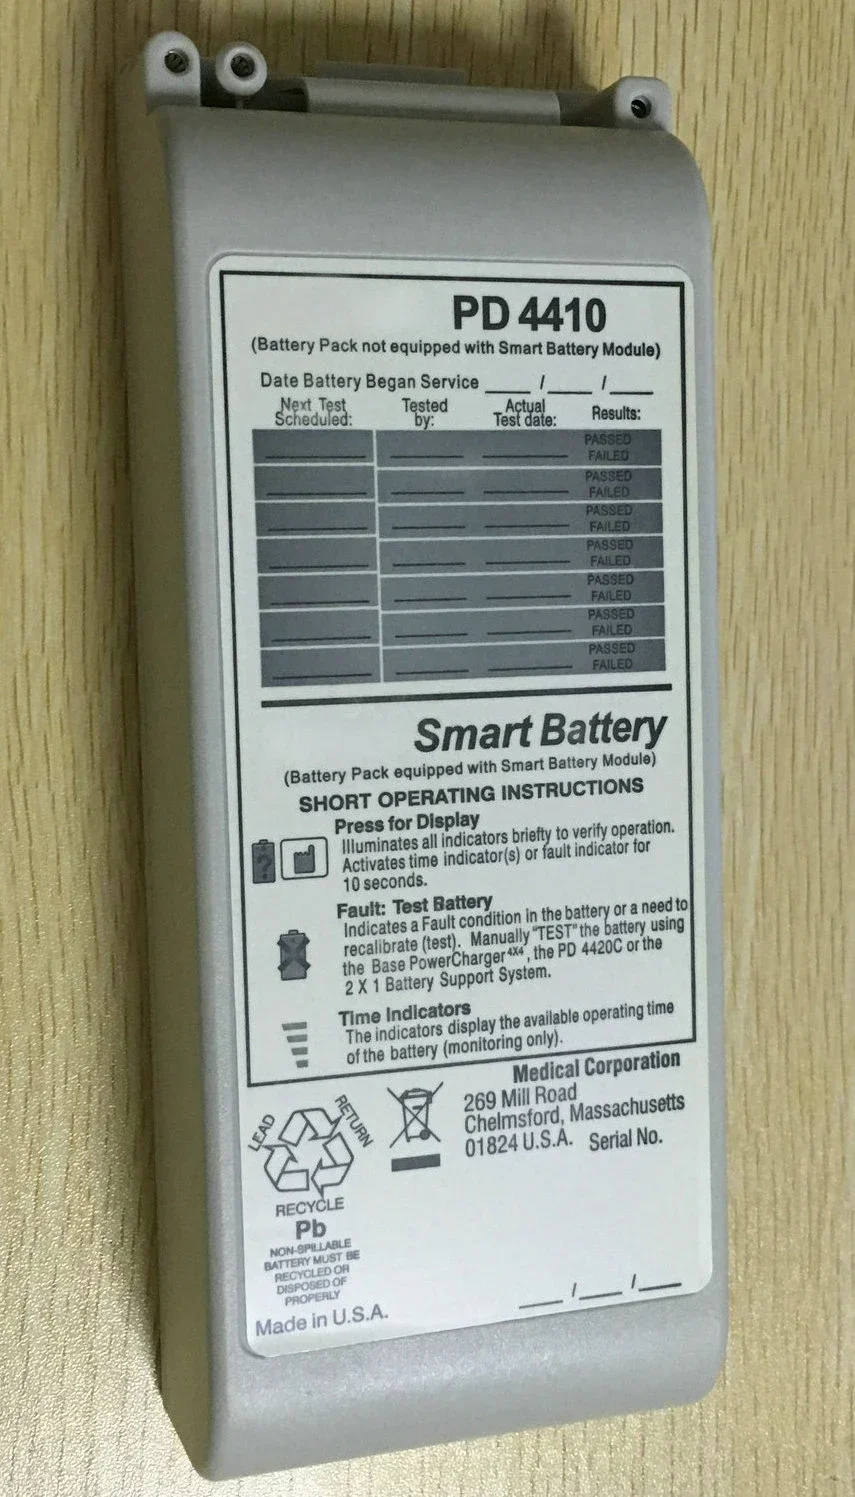 PD 4410
(Battery Pack not equipped with Smart Battery Module)
Date Battery Began Service ____ /____ /____
Next Test Scheduled: Tested by: Actual Test date: Results:
PASSED
FAILED
PASSED
FAILED
PASSED
FAILED
PASSED
FAILED
PASSED
FAILED
PASSED
FAILED
PASSED
FAILED
Smart Battery
(Battery Pack equipped with Smart Battery Module)
SHORT OPERATING INSTRUCTIONS
Press for Display
?
Illuminates all indicators briefty to verify operation.
Activates time indicator(s) or fault indicator for
10 seconds.
Fault: Test Battery
Indicates a Fault condition in the battery or a need to
recalibrate (test). Manually "TEST" the battery using
the Base PowerCharger 4X4, the PD 4420C or the
2 X 1 Battery Support System.
Time Indicators
The indicators display the available operating time
of the battery (monitoring only).
Medical Corporation
269 Mill Road
Chelmsford, Massachusetts
01824 U.S.A. Serial No.
LEAD
RETURN
RECYCLE
Pb
NON-SPILLABLE
BATTERY MUST BE
RECYCLED OR
DISPOSED OF
PROPERLY
Made in U.S.A.
____ /____ /____